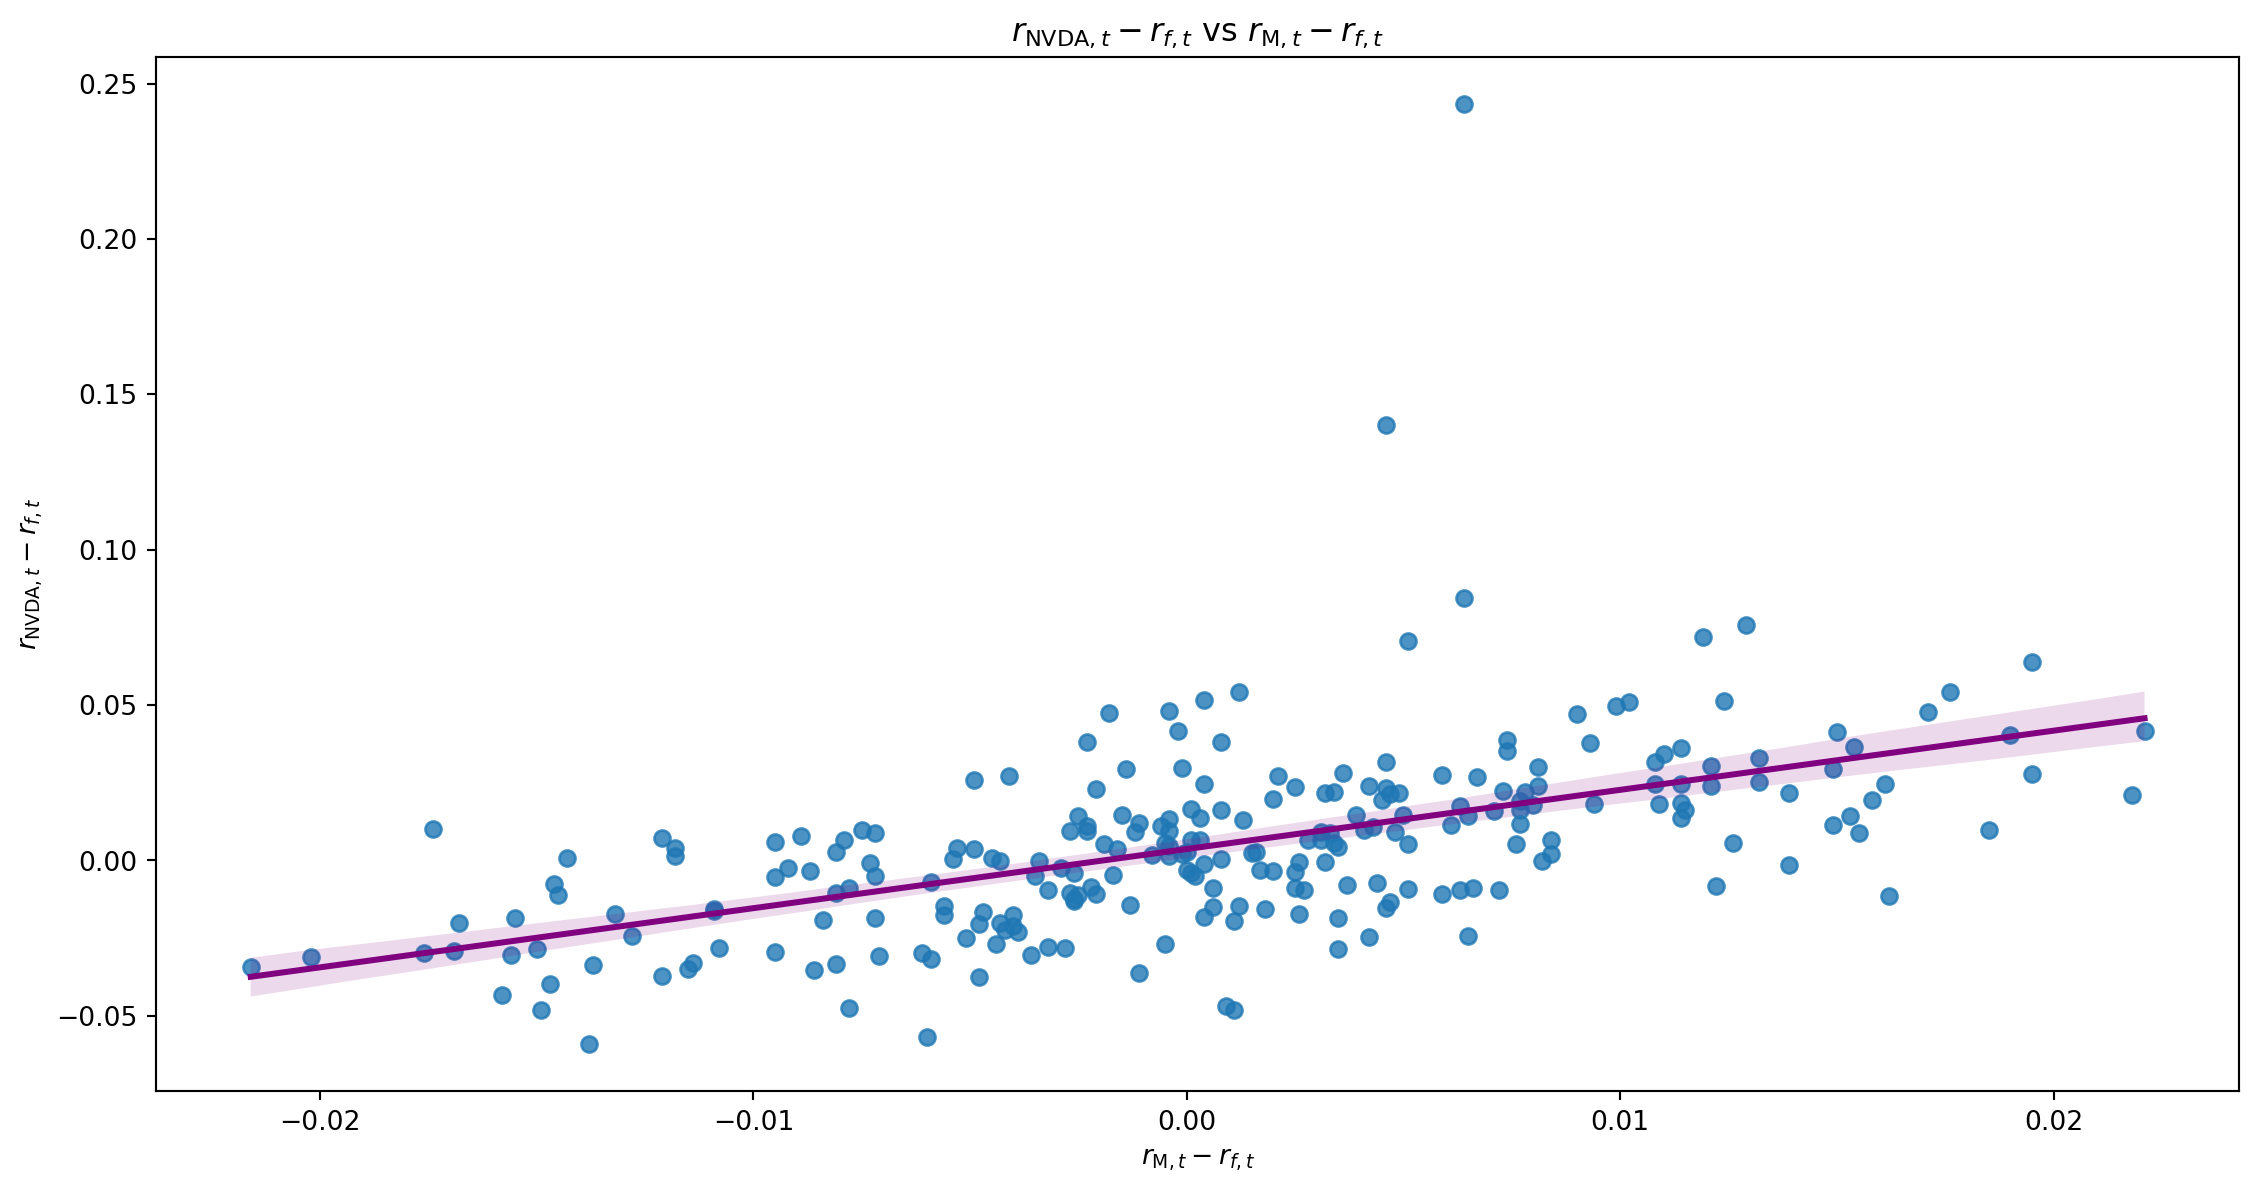 r_NVDA,t − r_f,t vs r_M,t − r_f,t
0.25
0.20
0.15
0.10
0.05
0.00
−0.05
r_NVDA,t − r_f,t
−0.02 −0.01 0.00 0.01 0.02
r_M,t − r_f,t